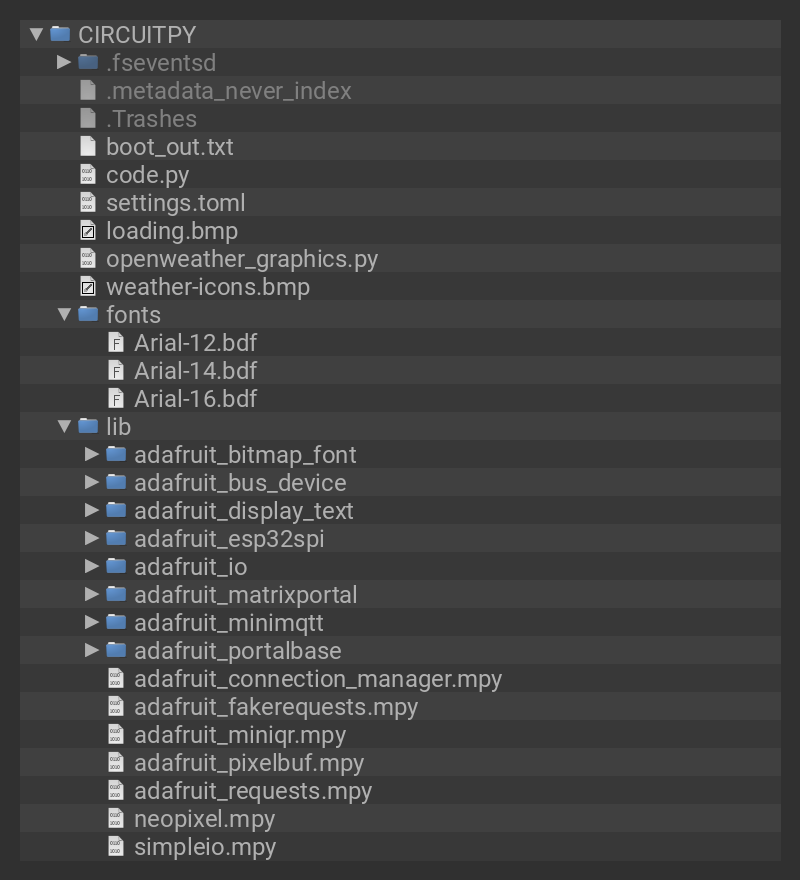 CIRCUITPY
.fseventsd
.metadata_never_index
.Trashes
boot_out.txt
code.py
settings.toml
loading.bmp
openweather_graphics.py
weather-icons.bmp
fonts
Arial-12.bdf
Arial-14.bdf
Arial-16.bdf
lib
adafruit_bitmap_font
adafruit_bus_device
adafruit_display_text
adafruit_esp32spi
adafruit_io
adafruit_matrixportal
adafruit_minimqtt
adafruit_portalbase
adafruit_connection_manager.mpy
adafruit_fakerequests.mpy
adafruit_miniqr.mpy
adafruit_pixelbuf.mpy
adafruit_requests.mpy
neopixel.mpy
simpleio.mpy